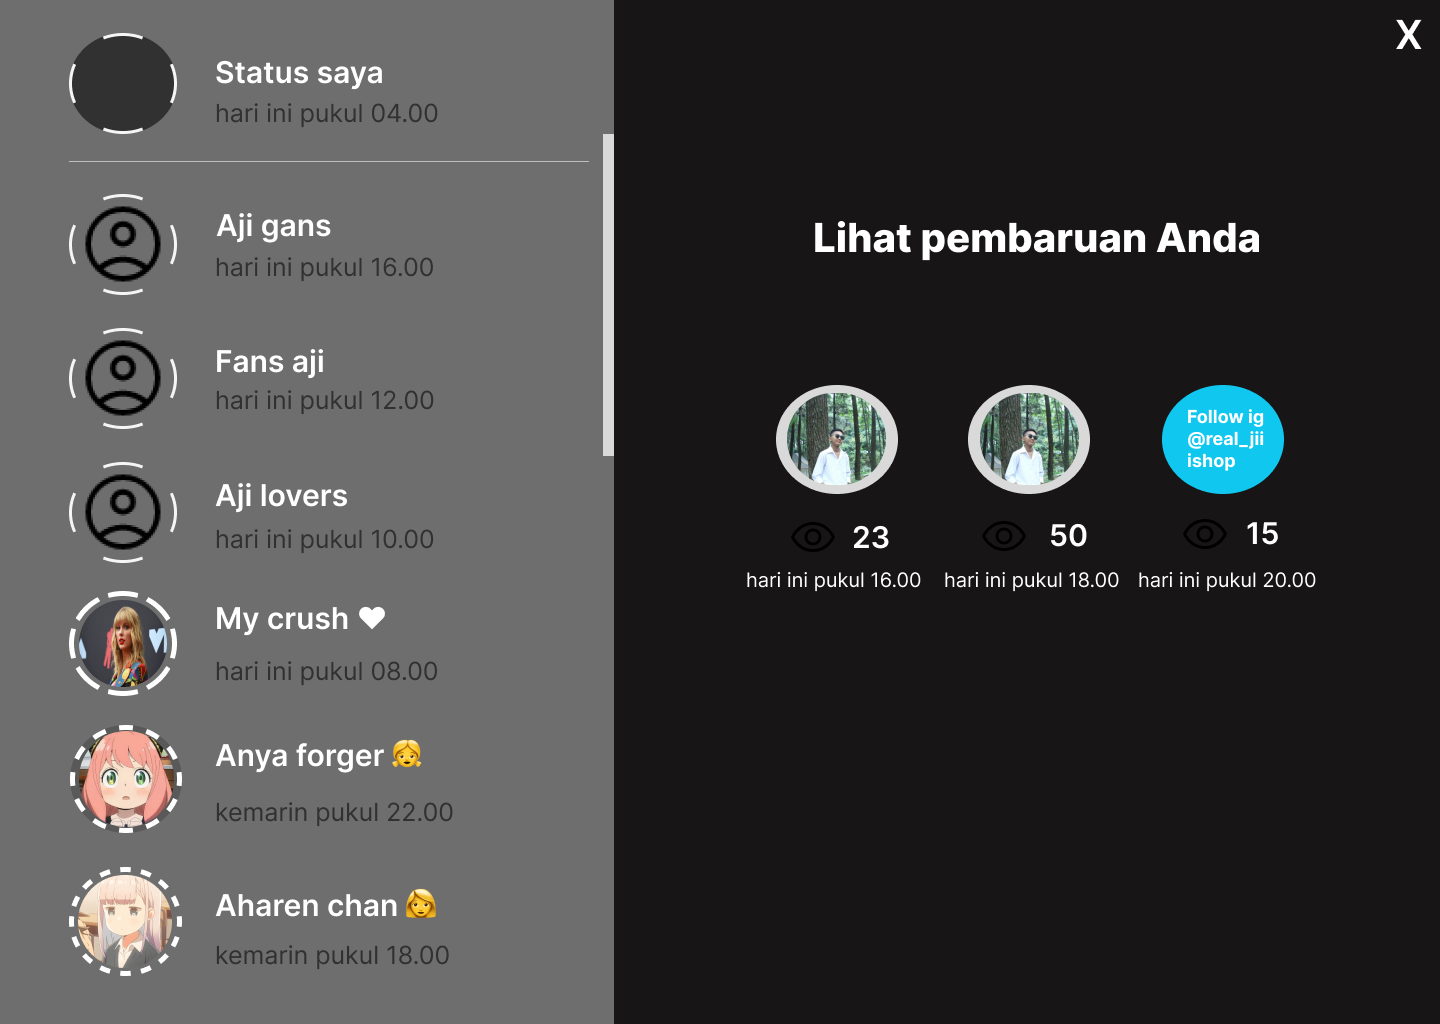 Status saya
hari ini pukul 04.00
Aji gans
hari ini pukul 16.00
Fans aji
hari ini pukul 12.00
Aji lovers
hari ini pukul 10.00
My crush ♥
hari ini pukul 08.00
Anya forger 👧
kemarin pukul 22.00
Aharen chan 👩
kemarin pukul 18.00
X
Lihat pembaruan Anda
Follow ig
@real_jii
ishop
23
50
15
hari ini pukul 16.00
hari ini pukul 18.00
hari ini pukul 20.00